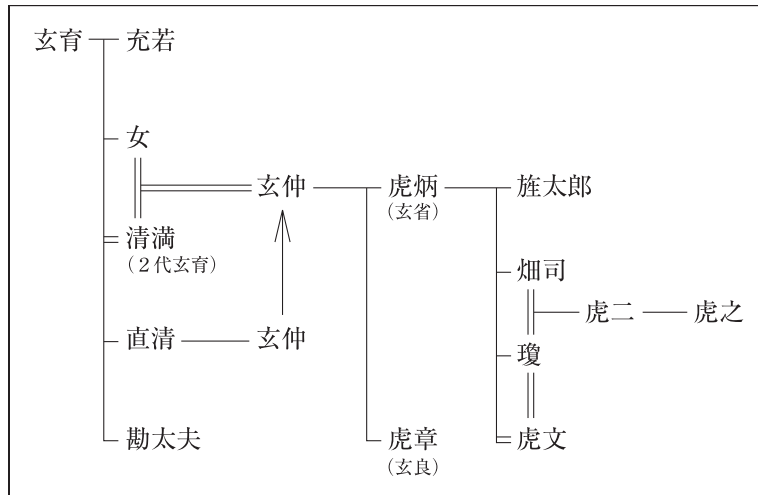 玄育 充若
女
玄仲 虎炳 旌太郎
(玄省)
清満
(2代玄育)
畑司
虎二 虎之
直清 玄仲
瓊
勘太夫 虎章 虎文
(玄良)